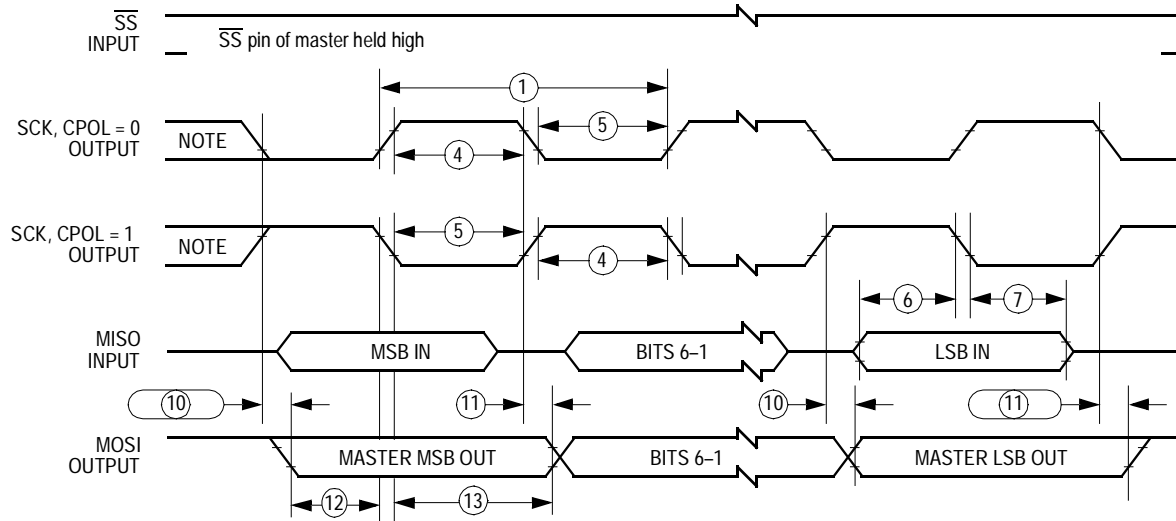 SS
INPUT
SS pin of master held high
1
SCK, CPOL = 0
OUTPUT
NOTE
5
4
SCK, CPOL = 1
OUTPUT
NOTE
5
4
6
7
MISO
INPUT
MSB IN
BITS 6–1
LSB IN
10
11
10
11
MOSI
OUTPUT
MASTER MSB OUT
BITS 6–1
MASTER LSB OUT
12
13